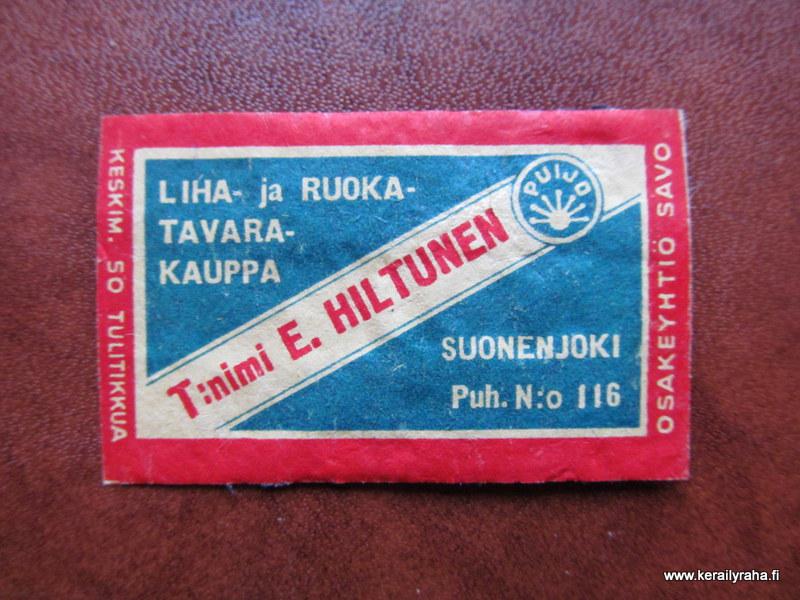 KESKIM. 50 TULITIKKUA
LIHA- ja RUOKA-
TAVARA-
KAUPPA
PUIJO
T:nimi E. HILTUNEN
SUONENJOKI
Puh. N:o 116
OSAKEYHTIÖ SAVO
www.kerailyraha.fi